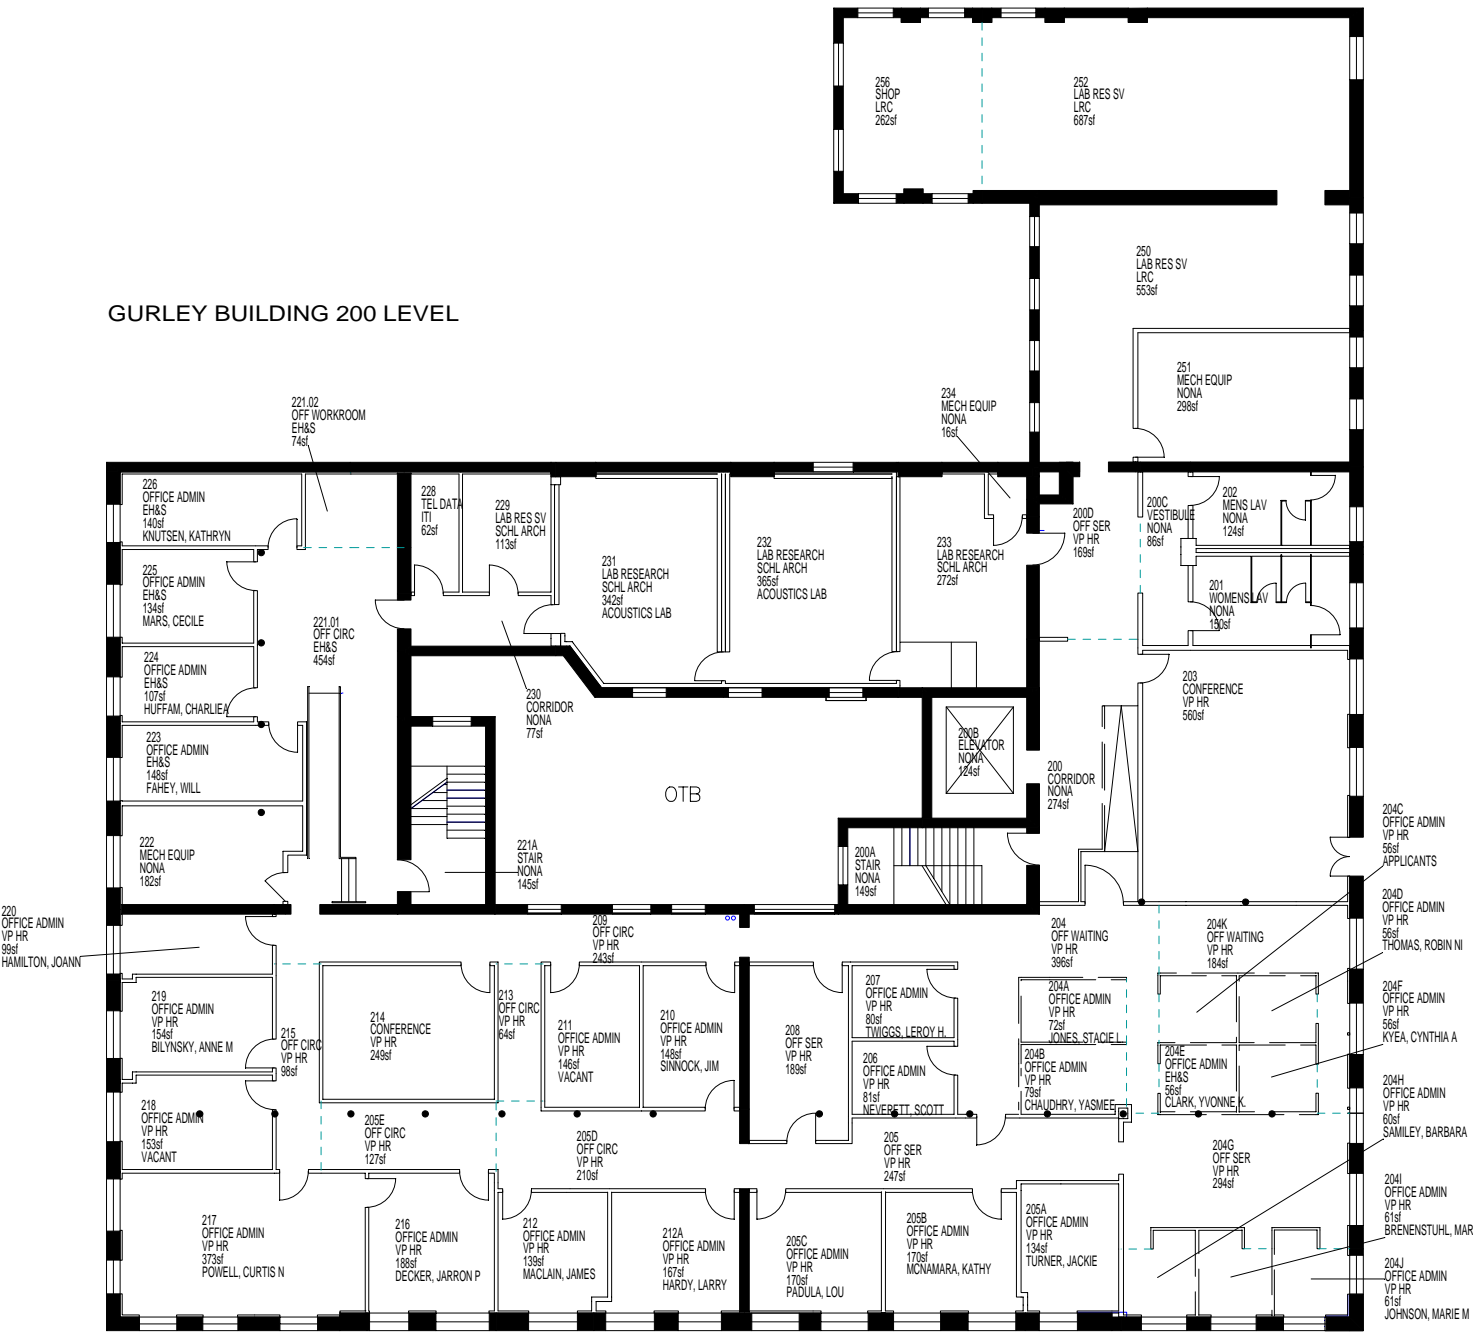 256
SHOP
LRC
262sf
252
LAB RES SV
LRC
687sf
250
LAB RES SV
LRC
553sf
GURLEY BUILDING 200 LEVEL
251
MECH EQUIP
NONA
298sf
234
MECH EQUIP
NONA
16sf
221.02
OFF WORKROOM
EH&S
74sf
226
OFFICE ADMIN
EH&S
140sf
KNUTSEN, KATHRYN
228
TEL DATA
ITI
62sf
229
LAB RES SV
SCHL ARCH
113sf
231
LAB RESEARCH
SCHL ARCH
342sf
ACOUSTICS LAB
232
LAB RESEARCH
SCHL ARCH
365sf
ACOUSTICS LAB
233
LAB RESEARCH
SCHL ARCH
272sf
200D
OFF SER
VP HR
169sf
200C
VESTIBULE
NONA
86sf
202
MENS LAV
NONA
124sf
201
WOMENS LAV
NONA
150sf
225
OFFICE ADMIN
EH&S
134sf
MARS, CECILE
221.01
OFF CIRC
EH&S
454sf
224
OFFICE ADMIN
EH&S
107sf
HUFFAM, CHARLIEA
230
CORRIDOR
NONA
77sf
203
CONFERENCE
VP HR
560sf
223
OFFICE ADMIN
EH&S
148sf
FAHEY, WILL
200B
ELEVATOR
NONA
124sf
200
CORRIDOR
NONA
274sf
OTB
222
MECH EQUIP
NONA
182sf
221A
STAIR
NONA
145sf
200A
STAIR
NONA
149sf
204C
OFFICE ADMIN
VP HR
56sf
APPLICANTS
220
OFFICE ADMIN
VP HR
99sf
HAMILTON, JOANN
209
OFF CIRC
VP HR
243sf
204
OFF WAITING
VP HR
396sf
204K
OFF WAITING
VP HR
184sf
204D
OFFICE ADMIN
VP HR
56sf
THOMAS, ROBIN NI
219
OFFICE ADMIN
VP HR
154sf
BILYNSKY, ANNE M
215
OFF CIRC
VP HR
98sf
214
CONFERENCE
VP HR
249sf
213
OFF CIRC
VP HR
64sf
211
OFFICE ADMIN
VP HR
146sf
VACANT
210
OFFICE ADMIN
VP HR
148sf
SINNOCK, JIM
208
OFF SER
VP HR
189sf
207
OFFICE ADMIN
VP HR
80sf
TWIGGS, LEROY H.
206
OFFICE ADMIN
VP HR
81sf
NEVERETT, SCOTT
204A
OFFICE ADMIN
VP HR
72sf
JONES, STACIE L.
204B
OFFICE ADMIN
VP HR
79sf
CHAUDHRY, YASMEE
204E
OFFICE ADMIN
EH&S
56sf
CLARK, YVONNE K.
204F
OFFICE ADMIN
VP HR
56sf
KYEA, CYNTHIA A
204H
OFFICE ADMIN
VP HR
60sf
SAMILEY, BARBARA
218
OFFICE ADMIN
VP HR
153sf
VACANT
205E
OFF CIRC
VP HR
127sf
205D
OFF CIRC
VP HR
210sf
205
OFF SER
VP HR
247sf
204G
OFF SER
VP HR
294sf
204I
OFFICE ADMIN
VP HR
61sf
BRENENSTUHL, MAR
217
OFFICE ADMIN
VP HR
373sf
POWELL, CURTIS N
216
OFFICE ADMIN
VP HR
188sf
DECKER, JARRON P
212
OFFICE ADMIN
VP HR
139sf
MACLAIN, JAMES
212A
OFFICE ADMIN
VP HR
167sf
HARDY, LARRY
205C
OFFICE ADMIN
VP HR
170sf
PADULA, LOU
205B
OFFICE ADMIN
VP HR
170sf
MCNAMARA, KATHY
205A
OFFICE ADMIN
VP HR
134sf
TURNER, JACKIE
204J
OFFICE ADMIN
VP HR
61sf
JOHNSON, MARIE M